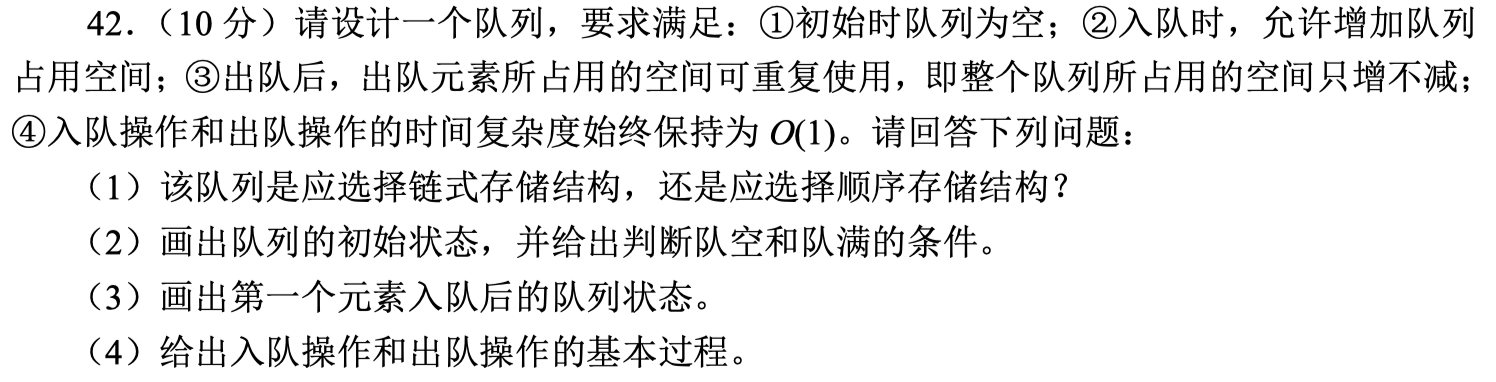 42.（10 分）请设计一个队列，要求满足：①初始时队列为空；②入队时，允许增加队列
占用空间；③出队后，出队元素所占用的空间可重复使用，即整个队列所占用的空间只增不减；
④入队操作和出队操作的时间复杂度始终保持为 O(1)。请回答下列问题：
（1）该队列是应选择链式存储结构，还是应选择顺序存储结构？
（2）画出队列的初始状态，并给出判断队空和队满的条件。
（3）画出第一个元素入队后的队列状态。
（4）给出入队操作和出队操作的基本过程。